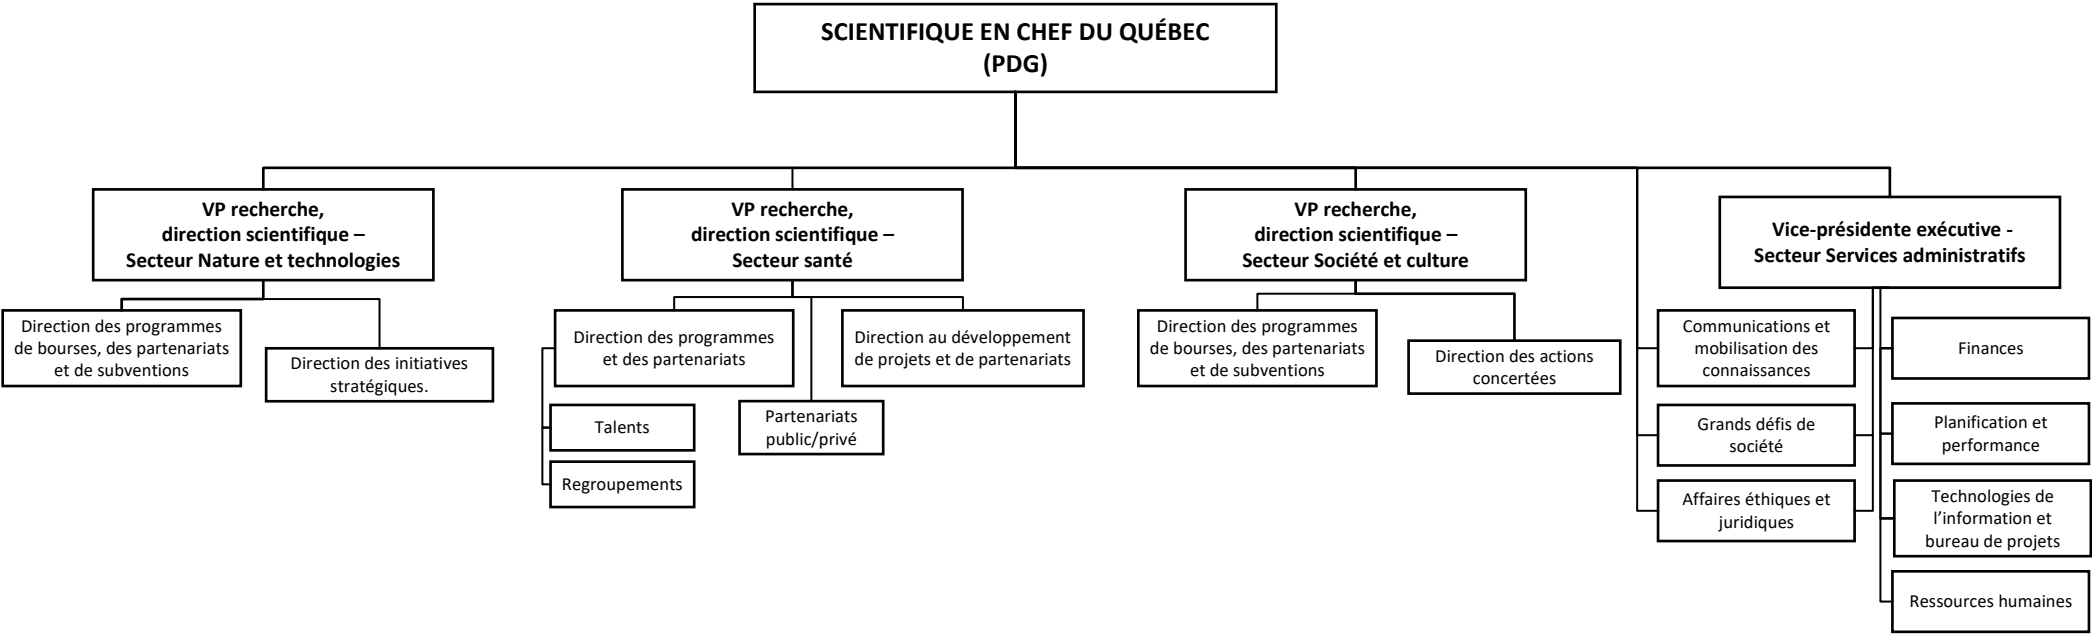 SCIENTIFIQUE EN CHEF DU QUÉBEC
(PDG)
VP recherche,
direction scientifique –
Secteur Nature et technologies
VP recherche,
direction scientifique –
Secteur santé
VP recherche,
direction scientifique –
Secteur Société et culture
Vice-présidente exécutive -
Secteur Services administratifs
Direction des programmes
de bourses, des partenariats
et de subventions
Direction des initiatives
stratégiques.
Direction des programmes
et des partenariats
Talents
Regroupements
Partenariats
public/privé
Direction au développement
de projets et de partenariats
Direction des programmes
de bourses, des partenariats
et de subventions
Direction des actions
concertées
Communications et
mobilisation des
connaissances
Grands défis de
société
Affaires éthiques et
juridiques
Finances
Planification et
performance
Technologies de
l’information et
bureau de projets
Ressources humaines